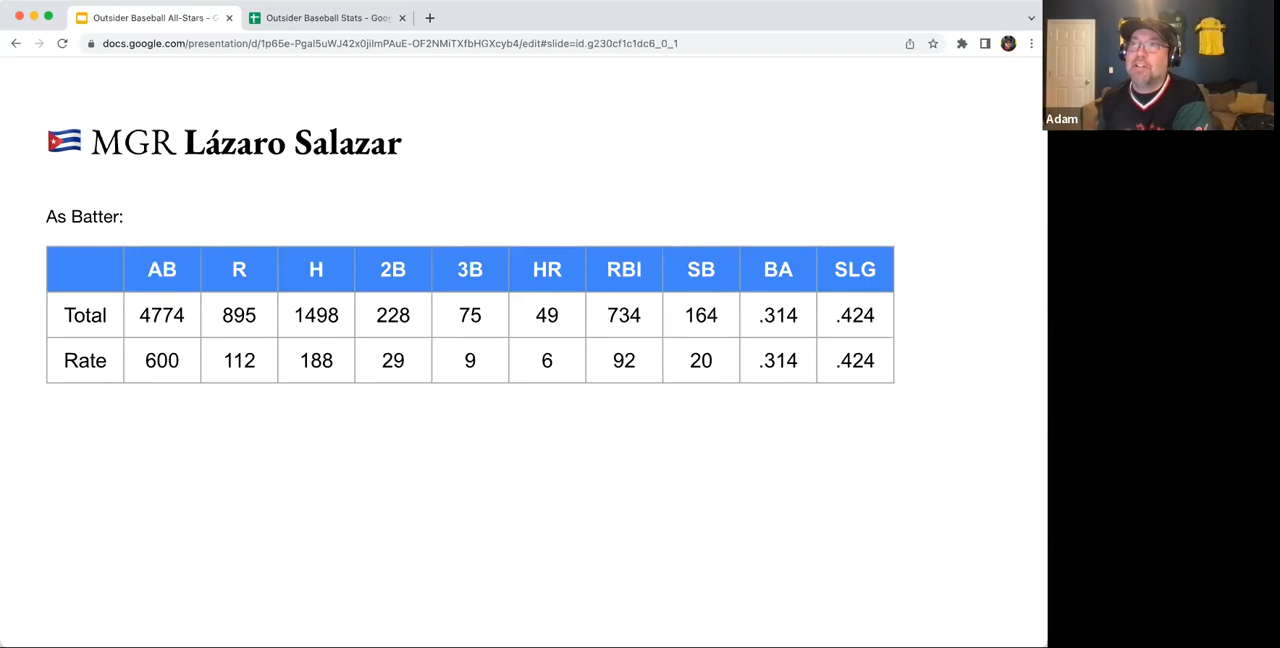 Outsider Baseball All-Stars - G
Outsider Baseball Stats - Goo
docs.google.com/presentation/d/1p65e-Pgal5uWJ42x0jilmPAuE-OF2NMiTXfbHGXcyb4/edit#slide=id.g230cf1c1dc6_0_1
Adam
MGR Lázaro Salazar
As Batter:
AB R H 2B 3B HR RBI SB BA SLG
Total 4774 895 1498 228 75 49 734 164 .314 .424
Rate 600 112 188 29 9 6 92 20 .314 .424